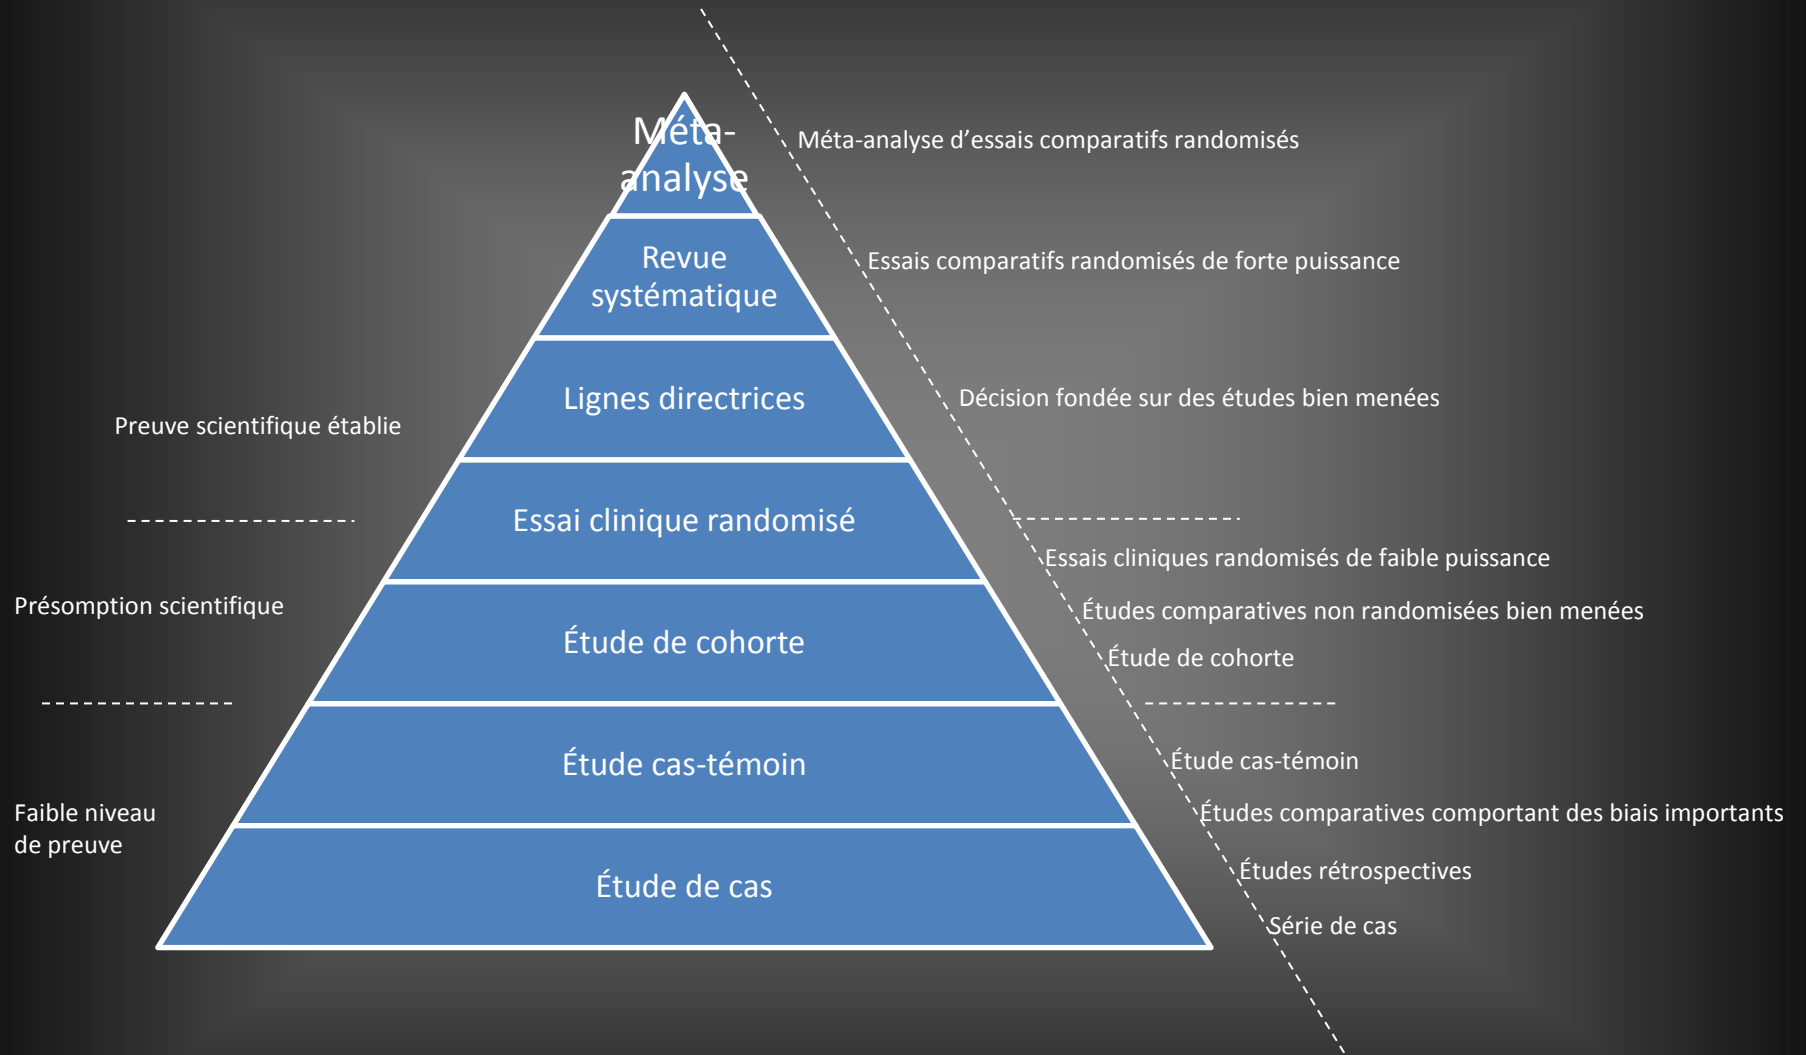 Méta-
analyse
Méta-analyse d’essais comparatifs randomisés
Revue
systématique
Essais comparatifs randomisés de forte puissance
Lignes directrices
Décision fondée sur des études bien menées
Preuve scientifique établie
Essai clinique randomisé
Essais cliniques randomisés de faible puissance
Présomption scientifique
Études comparatives non randomisées bien menées
Étude de cohorte
Étude de cohorte
Étude cas-témoin
Étude cas-témoin
Faible niveau
de preuve
Études comparatives comportant des biais importants
Études rétrospectives
Étude de cas
Série de cas